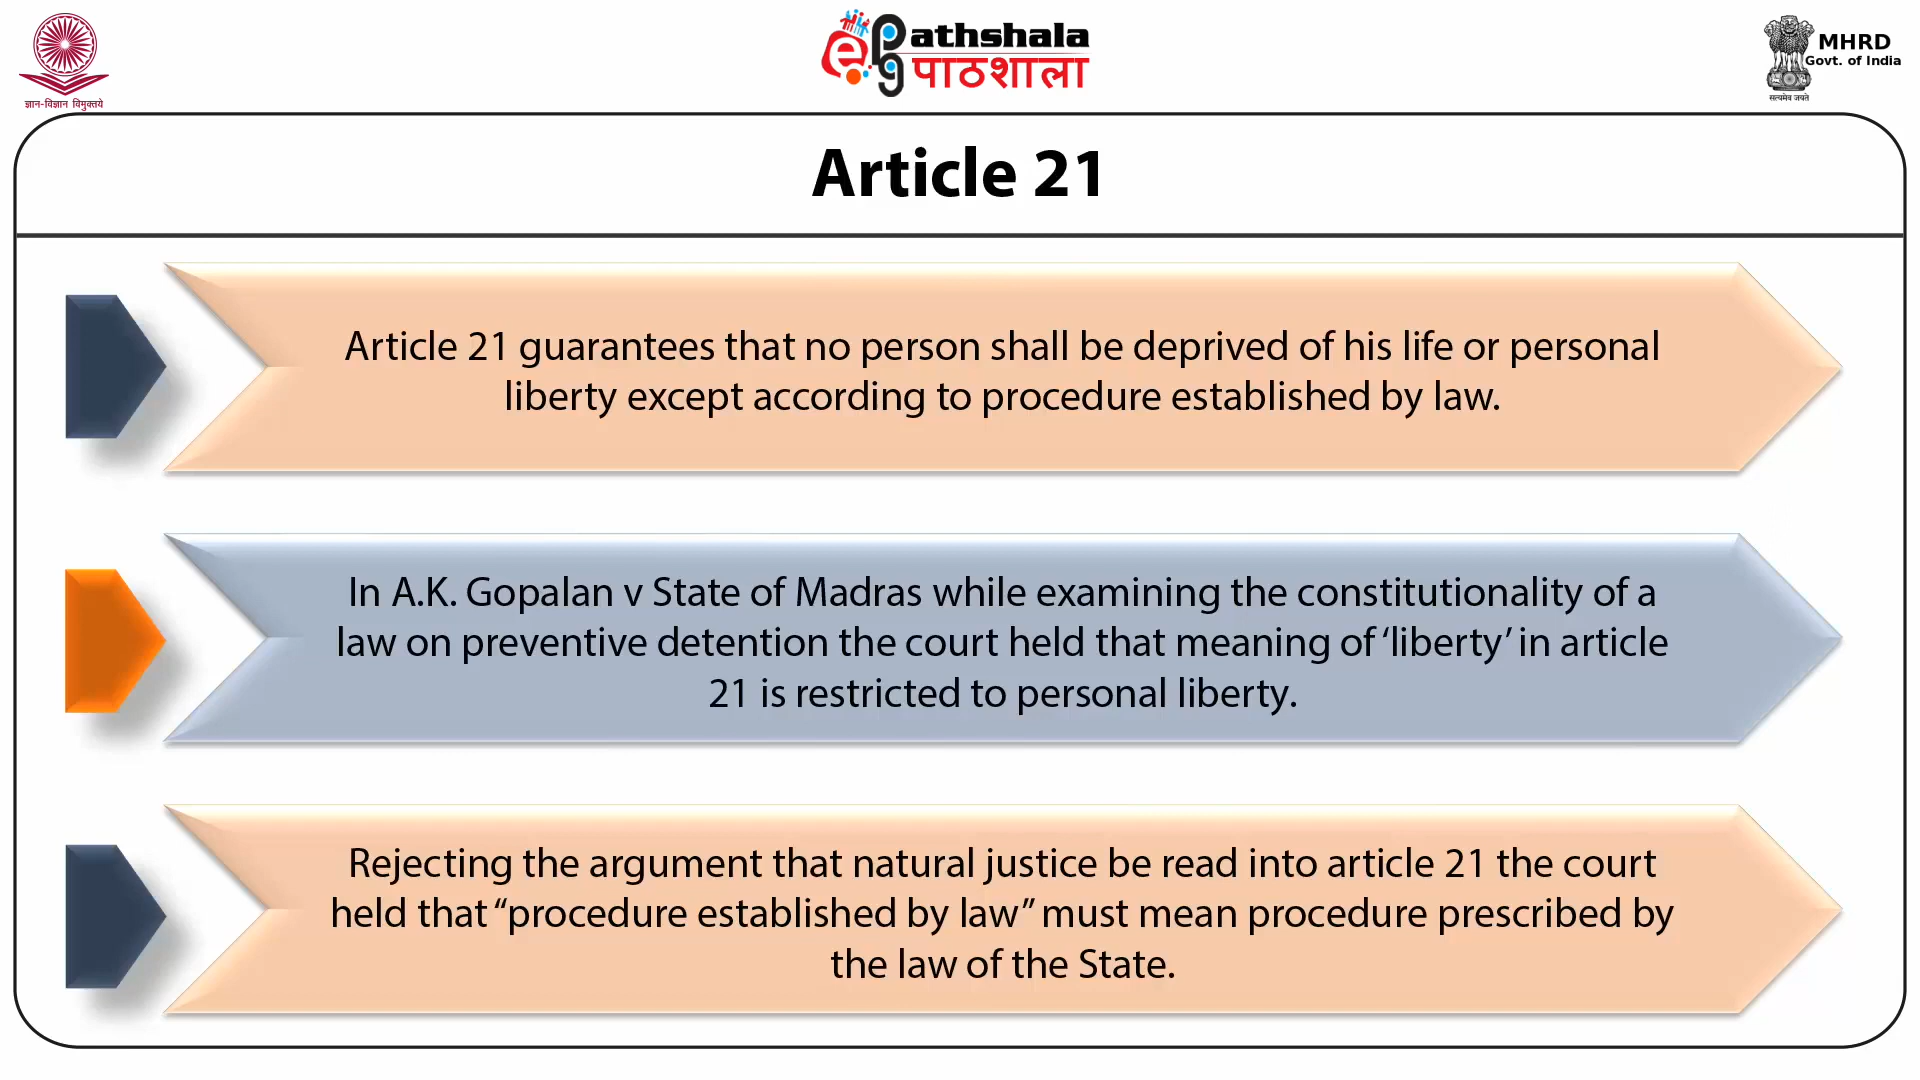 ज्ञान-विज्ञान विमुक्तये
ePathshala
पाठशाला
MHRD
Govt. of India
सत्यमेव जयते
Article 21
Article 21 guarantees that no person shall be deprived of his life or personal
liberty except according to procedure established by law.
In A.K. Gopalan v State of Madras while examining the constitutionality of a
law on preventive detention the court held that meaning of ‘liberty’ in article
21 is restricted to personal liberty.
Rejecting the argument that natural justice be read into article 21 the court
held that “procedure established by law” must mean procedure prescribed by
the law of the State.